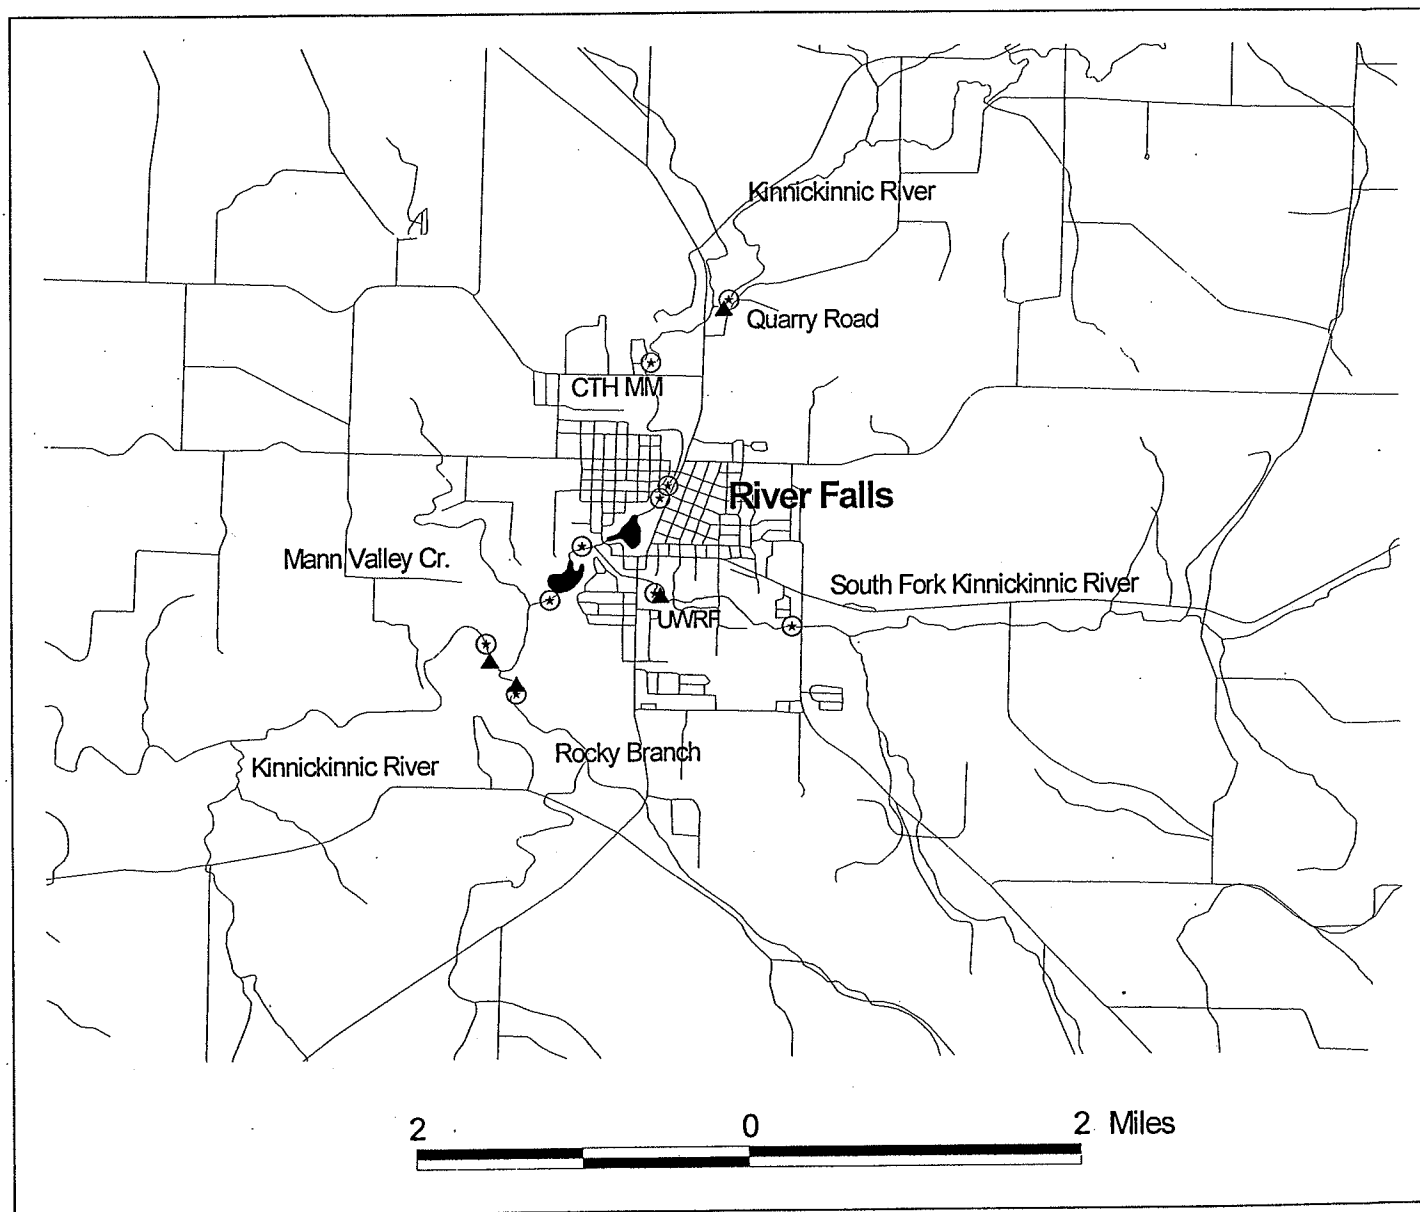 Kinnickinnic River
Quarry Road
CTH MM
River Falls
Mann Valley Cr.
South Fork Kinnickinnic River
UWRF
Rocky Branch
Kinnickinnic River
2 0 2 Miles